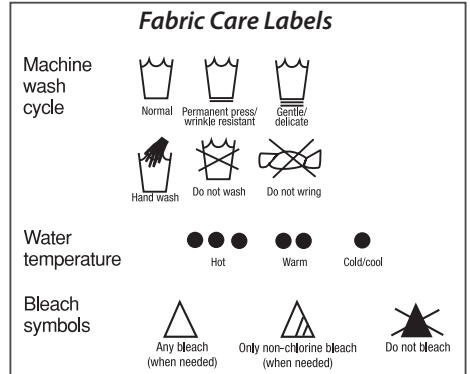 Fabric Care Labels
Machine
wash
cycle
Normal
Permanent press/
wrinkle resistant
Gentle/
delicate
Hand wash
Do not wash
Do not wring
Water
temperature
Hot
Warm
Cold/cool
Bleach
symbols
Any bleach
(when needed)
Only non-chlorine bleach
(when needed)
Do not bleach